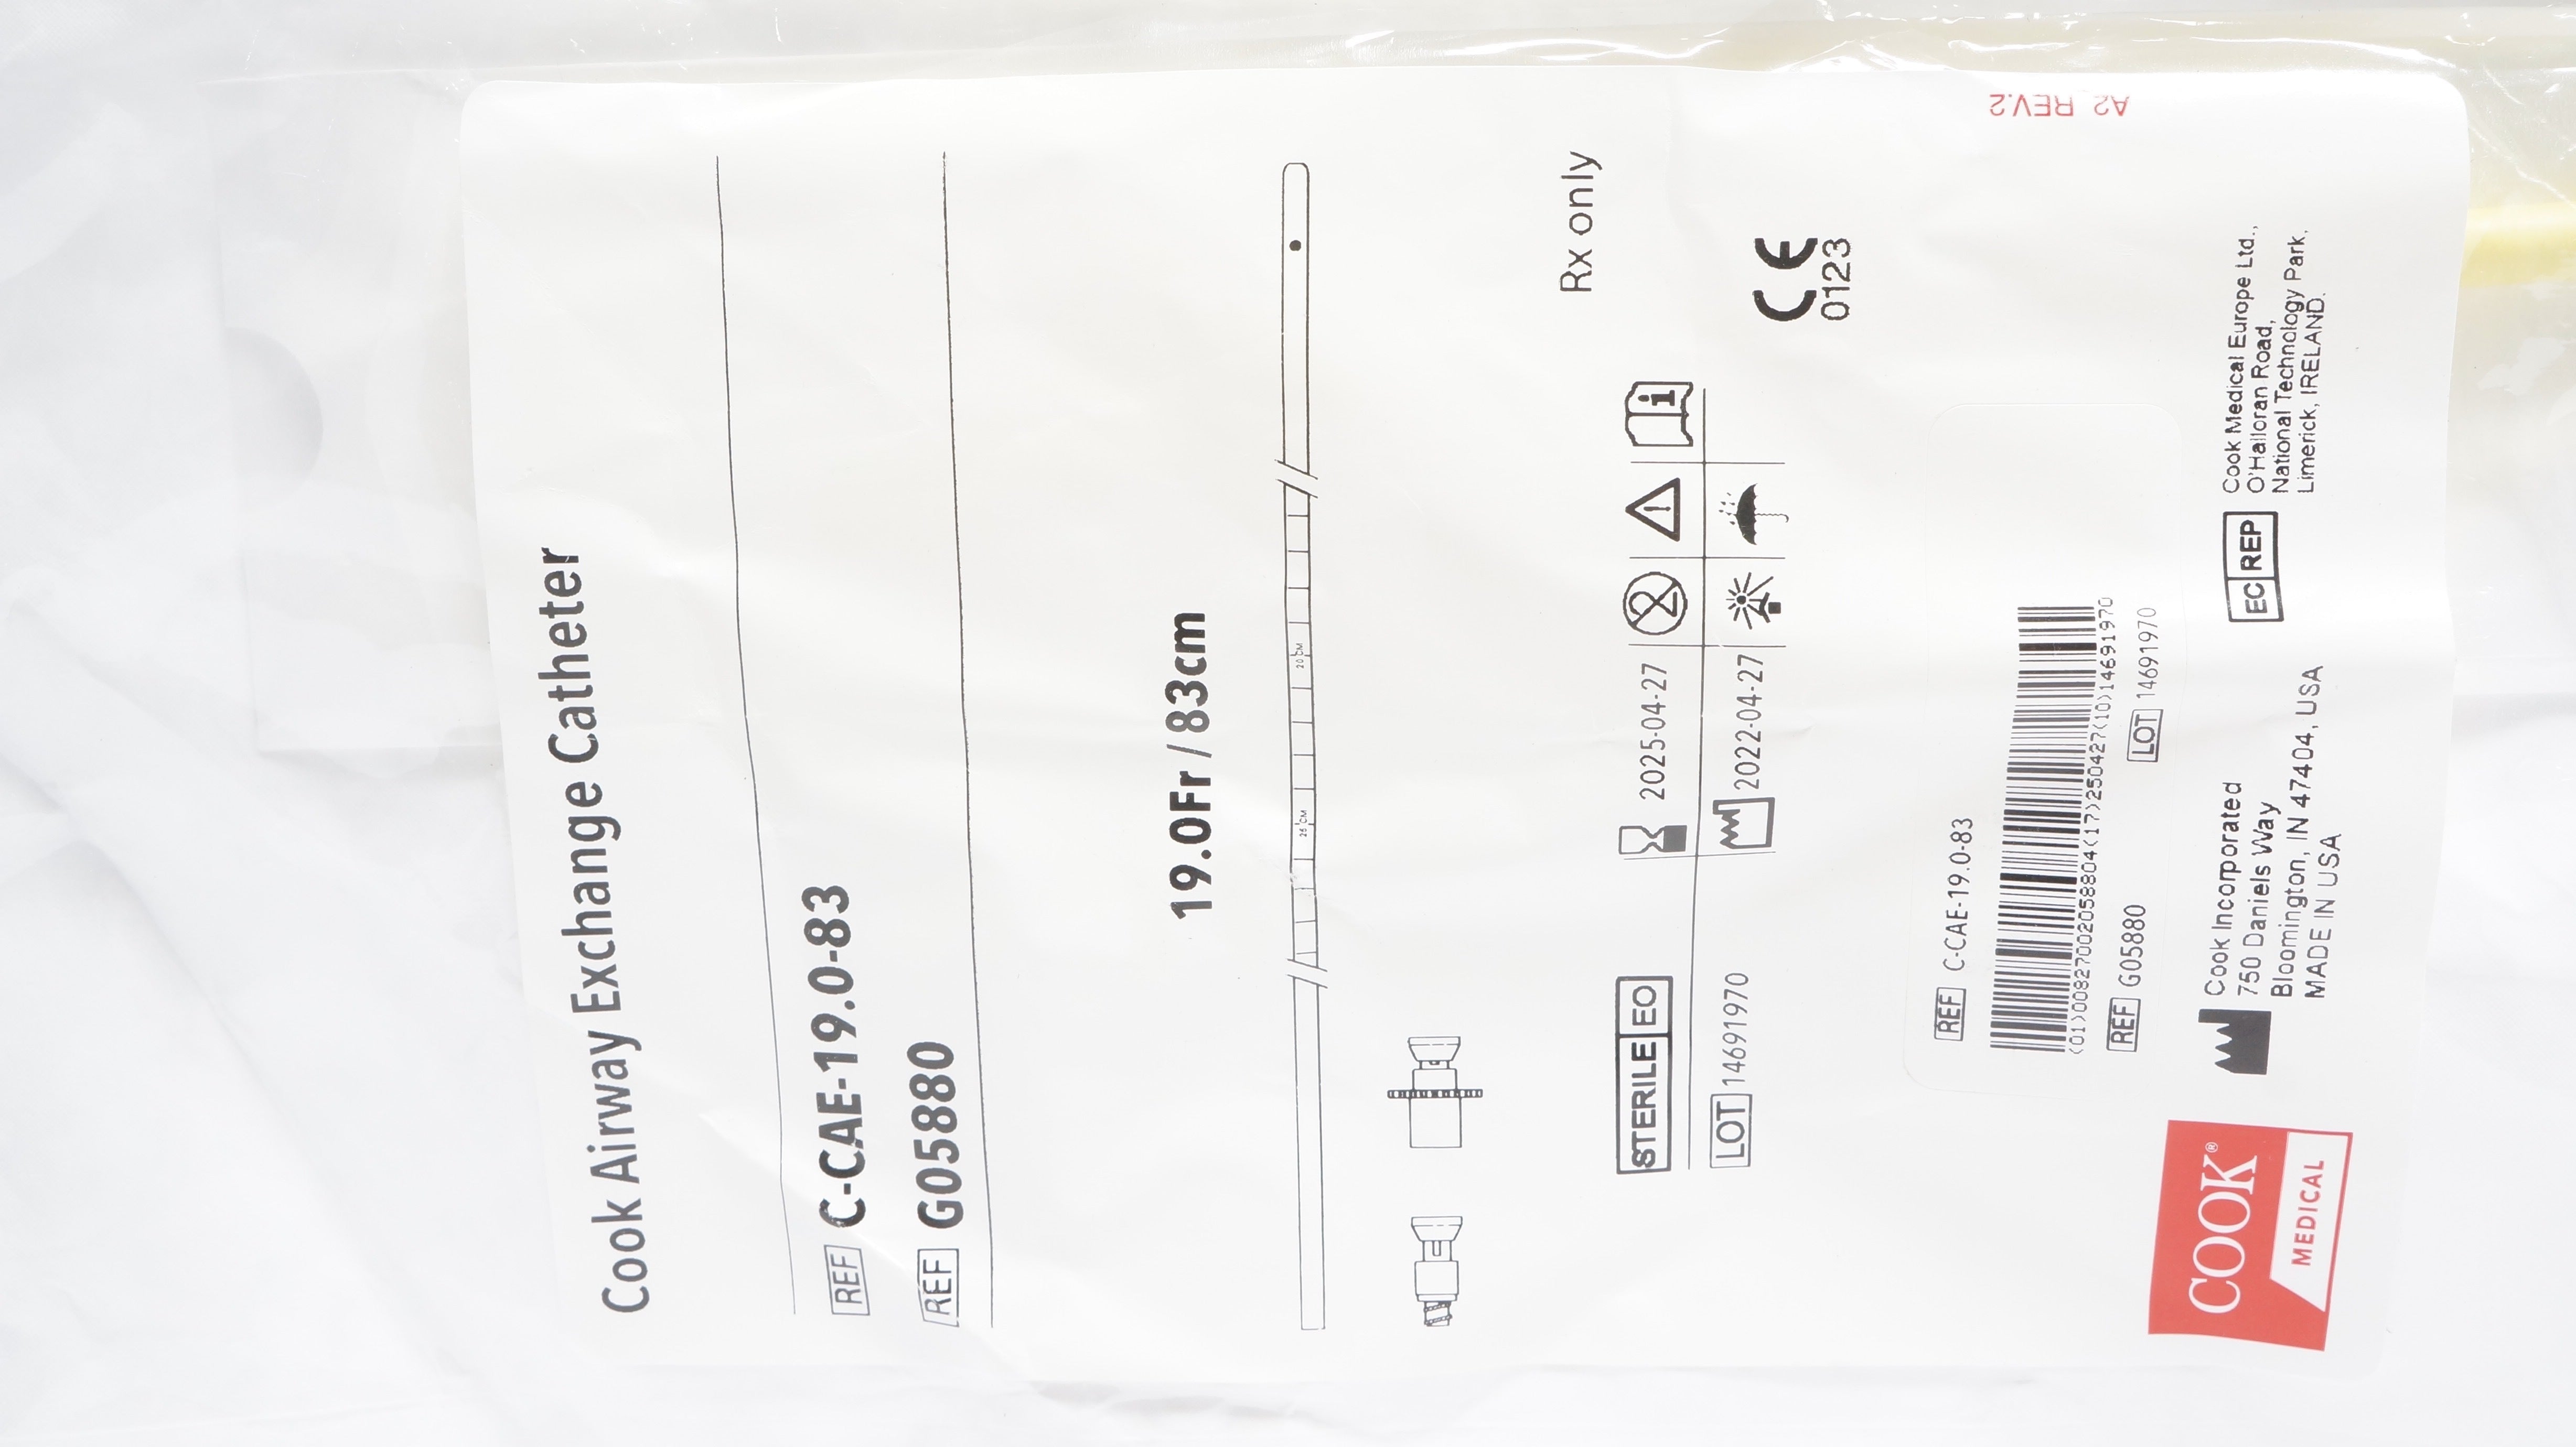 Cook Airway Exchange Catheter
REF C-CAE-19.0-83
REF G05880
19.0Fr / 83cm
25 CM 20 CM
Rx only
STERILE EO 2025-04-27
LOT 14691970 2022-04-27
CE
0123
REF C-CAE-19.0-83
(01)00827002058804(17)250427(10)14691970
REF G05880 LOT 14691970
COOK®
MEDICAL
Cook Incorporated
750 Daniels Way
Bloomington, IN 47404, USA
MADE IN USA
EC REP
Cook Medical Europe Ltd.,
O'Halloran Road,
National Technology Park,
Limerick, IRELAND.
A2 REV.2